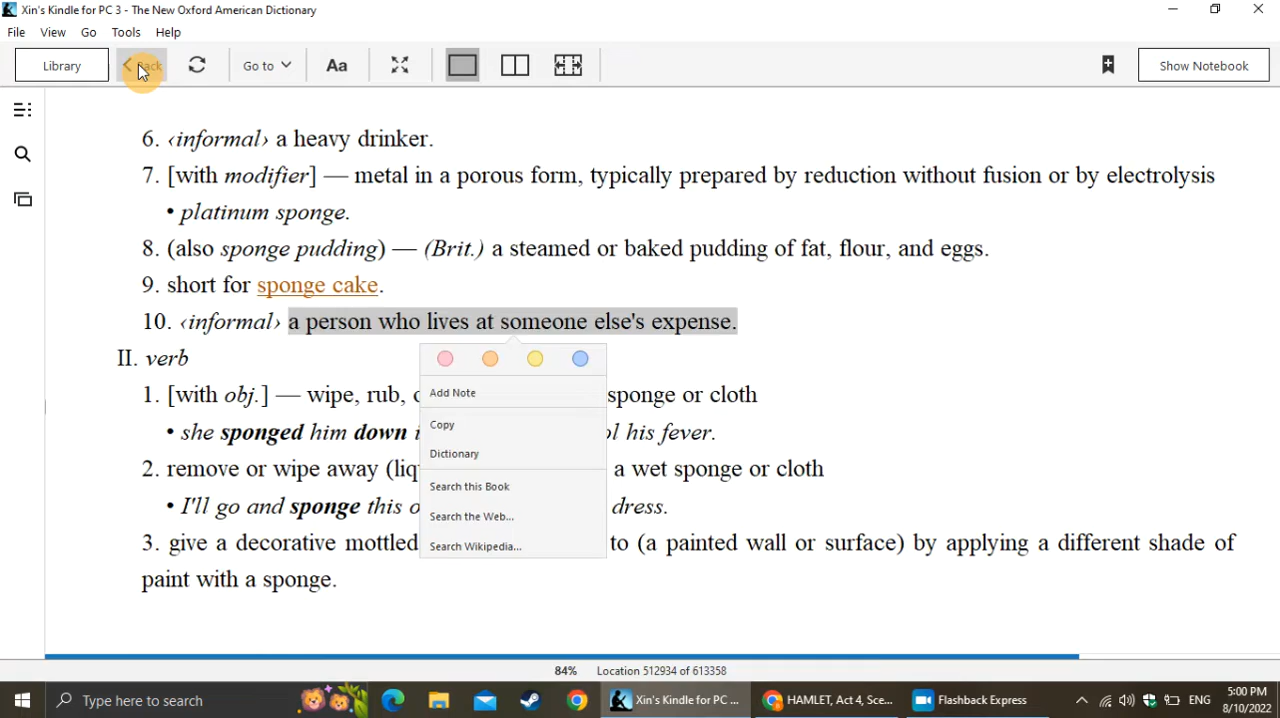 Xin's Kindle for PC 3 - The New Oxford American Dictionary
File View Go Tools Help
Library Back Go to Aa Show Notebook
6. ‹informal› a heavy drinker.
7. [with modifier] — metal in a porous form, typically prepared by reduction without fusion or by electrolysis
• platinum sponge.
8. (also sponge pudding) — (Brit.) a steamed or baked pudding of fat, flour, and eggs.
9. short for sponge cake.
10. ‹informal› a person who lives at someone else's expense.
II. verb
1. [with obj.] — wipe, rub, sponge or cloth
• she sponged him down his fever.
2. remove or wipe away a wet sponge or cloth
• I'll go and sponge this dress.
3. give a decorative mottled to (a painted wall or surface) by applying a different shade of
paint with a sponge.
Add Note
Copy
Dictionary
Search this Book
Search the Web...
Search Wikipedia...
84% Location 512934 of 613358
Type here to search
Xin's Kindle for PC ...
HAMLET, Act 4, Sce...
Flashback Express
ENG
5:00 PM
8/10/2022